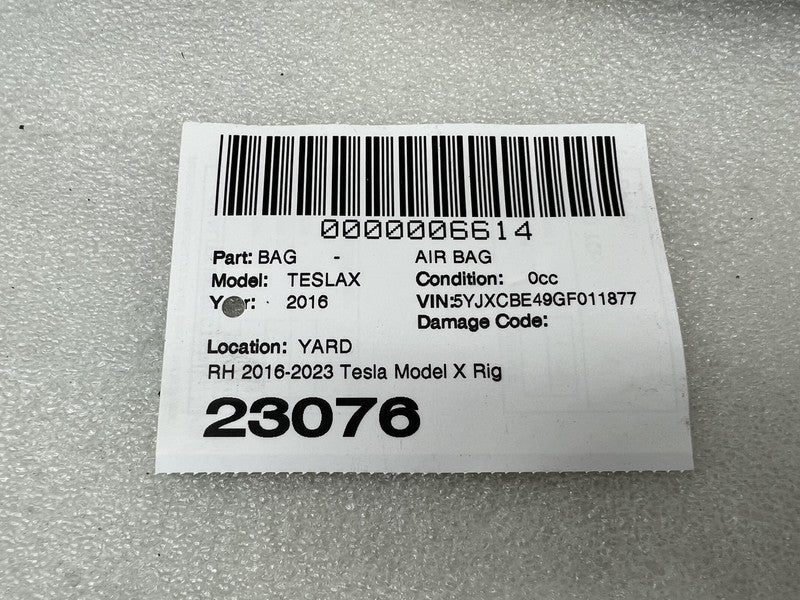 0000006614
Part: BAG - AIR BAG
Model: TESLAX Condition: 0cc
Year: 2016 VIN:5YJXCBE49GF011877
Damage Code:
Location: YARD
RH 2016-2023 Tesla Model X Rig
23076